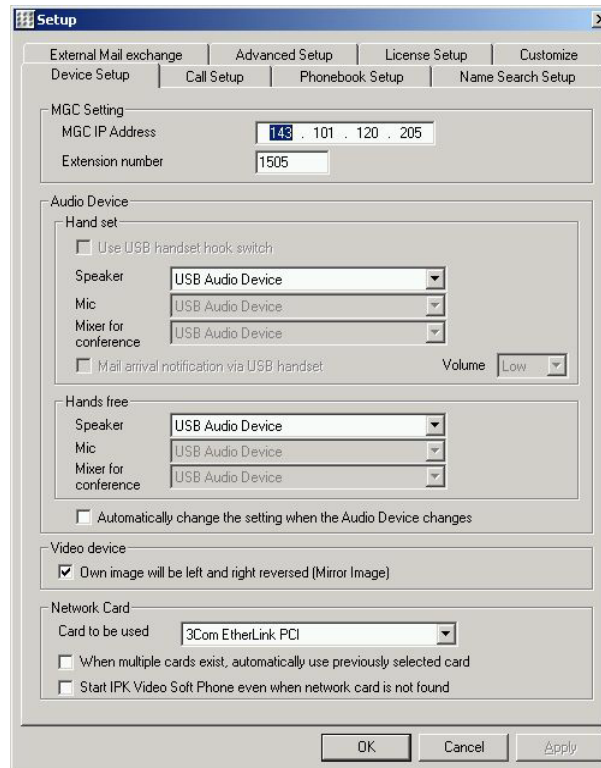 Setup
External Mail exchange Advanced Setup License Setup Customize
Device Setup Call Setup Phonebook Setup Name Search Setup
MGC Setting
MGC IP Address 143 . 101 . 120 . 205
Extension number 1505
Audio Device
Hand set
Use USB handset hook switch
Speaker USB Audio Device
Mic USB Audio Device
Mixer for
conference USB Audio Device
Mail arrival notification via USB handset Volume Low
Hands free
Speaker USB Audio Device
Mic USB Audio Device
Mixer for
conference USB Audio Device
Automatically change the setting when the Audio Device changes
Video device
Own image will be left and right reversed (Mirror Image)
Network Card
Card to be used 3Com EtherLink PCI
When multiple cards exist, automatically use previously selected card
Start IPK Video Soft Phone even when network card is not found
OK Cancel Apply